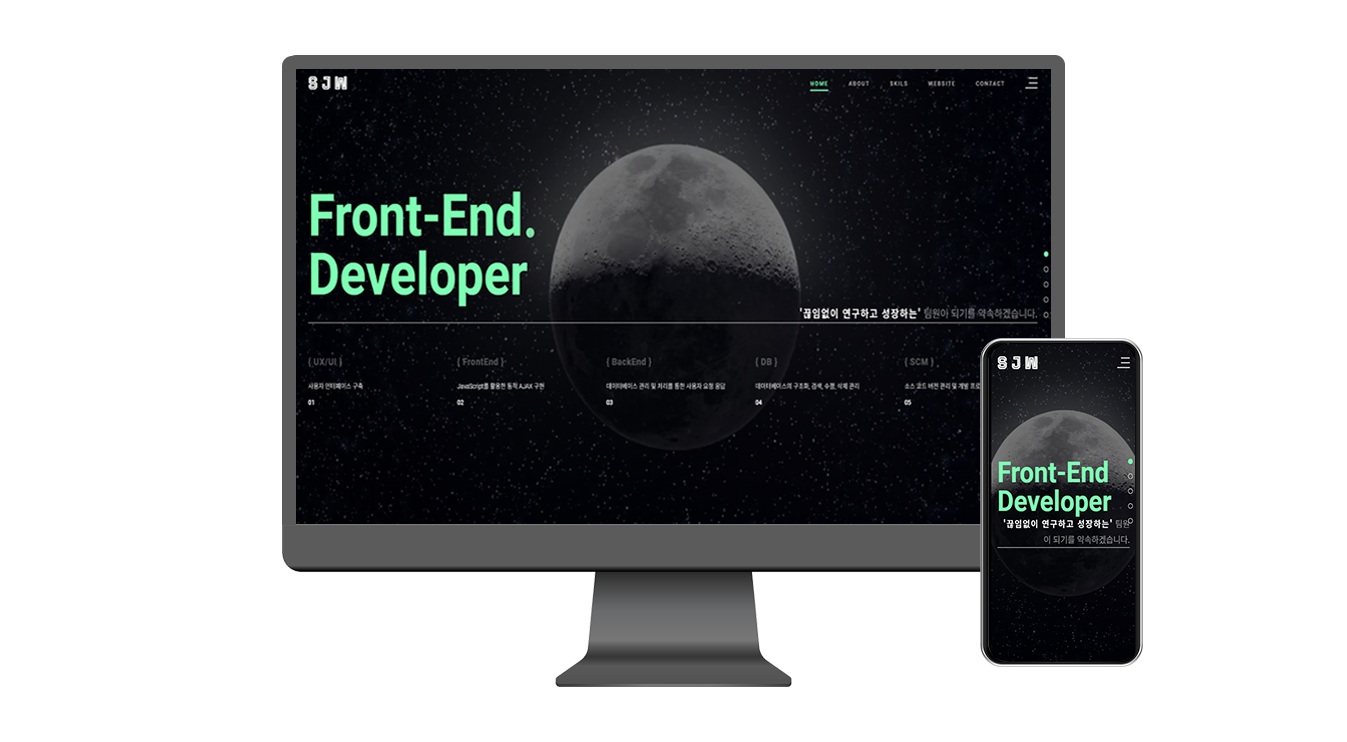 SJW
HOME ABOUT SKILS WEBSITE CONTACT
Front-End.
Developer
'끊임없이 연구하고 성장하는' 팀원이 되기를 약속하겠습니다.
{ UX/UI } { FrontEnd } { BackEnd } { DB } { SCM }
사용자 인터페이스 구축 JavaScript를 활용한 동적 AJAX 구현 데이터베이스 관리 및 처리를 통한 사용자 요청 응답 데이터베이스의 구조화, 검색, 수정, 삭제 관리 소스 코드 버전 관리 및 개발 프로
01 02 03 04 05
SJW
Front-End
Developer
'끊임없이 연구하고 성장하는' 팀원
이 되기를 약속하겠습니다.